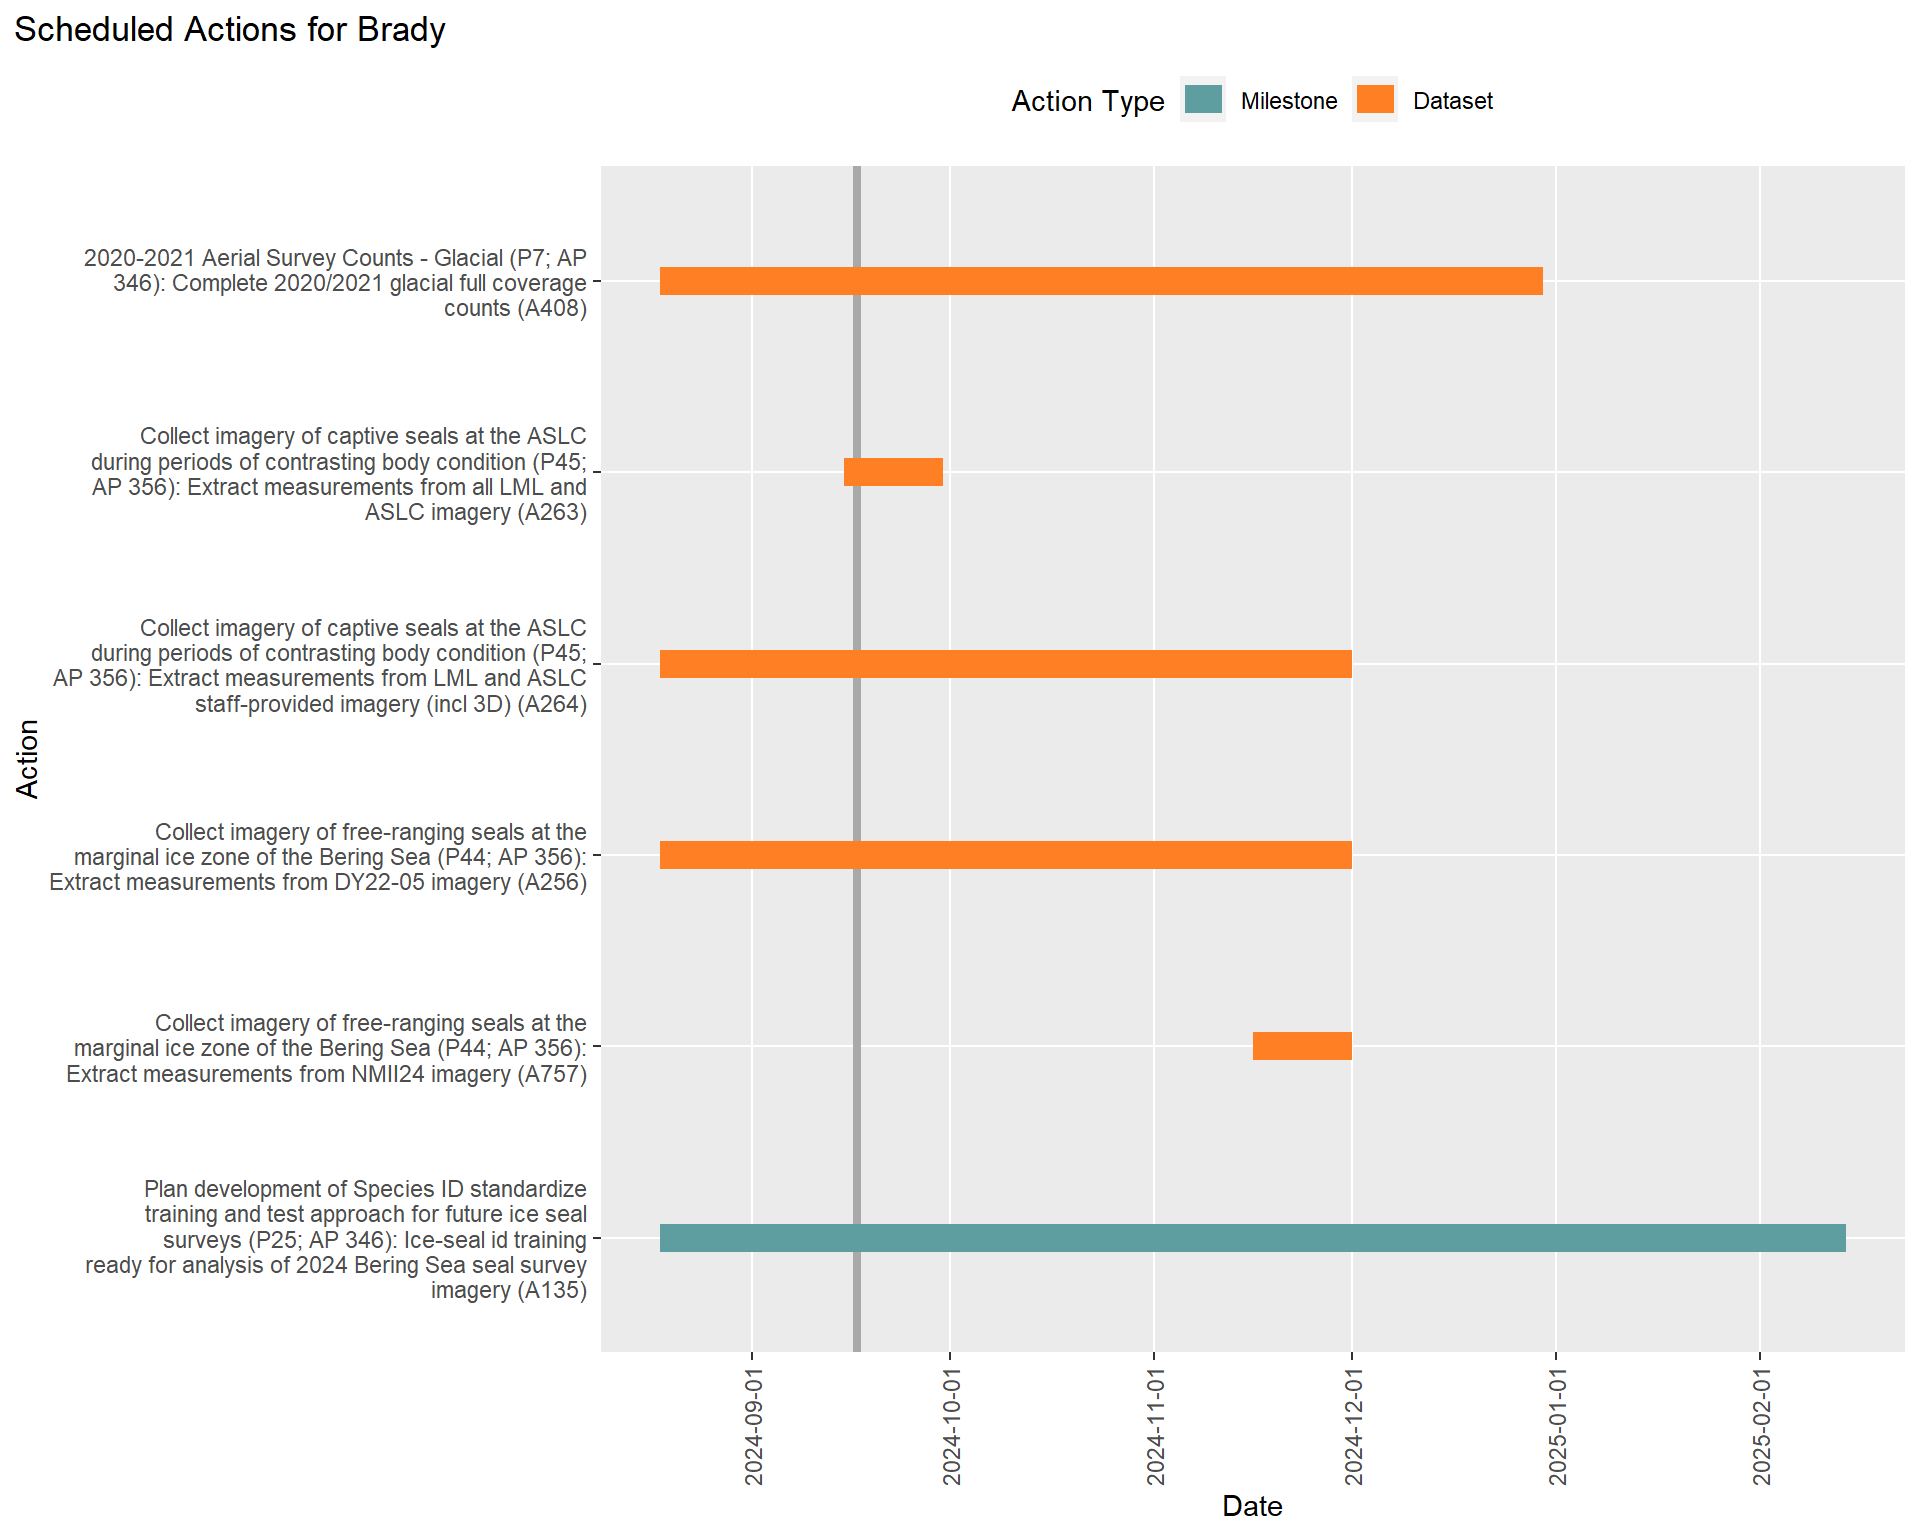 Scheduled Actions for Brady
Action Type
Milestone
Dataset
2020-2021 Aerial Survey Counts - Glacial (P7; AP
346): Complete 2020/2021 glacial full coverage
counts (A408)
Collect imagery of captive seals at the ASLC
during periods of contrasting body condition (P45;
AP 356): Extract measurements from all LML and
ASLC imagery (A263)
Collect imagery of captive seals at the ASLC
during periods of contrasting body condition (P45;
AP 356): Extract measurements from LML and ASLC
staff-provided imagery (incl 3D) (A264)
Collect imagery of free-ranging seals at the
marginal ice zone of the Bering Sea (P44; AP 356):
Extract measurements from DY22-05 imagery (A256)
Collect imagery of free-ranging seals at the
marginal ice zone of the Bering Sea (P44; AP 356):
Extract measurements from NMII24 imagery (A757)
Plan development of Species ID standardize
training and test approach for future ice seal
surveys (P25; AP 346): Ice-seal id training
ready for analysis of 2024 Bering Sea seal survey
imagery (A135)
Action
2024-09-01
2024-10-01
2024-11-01
2024-12-01
2025-01-01
2025-02-01
Date